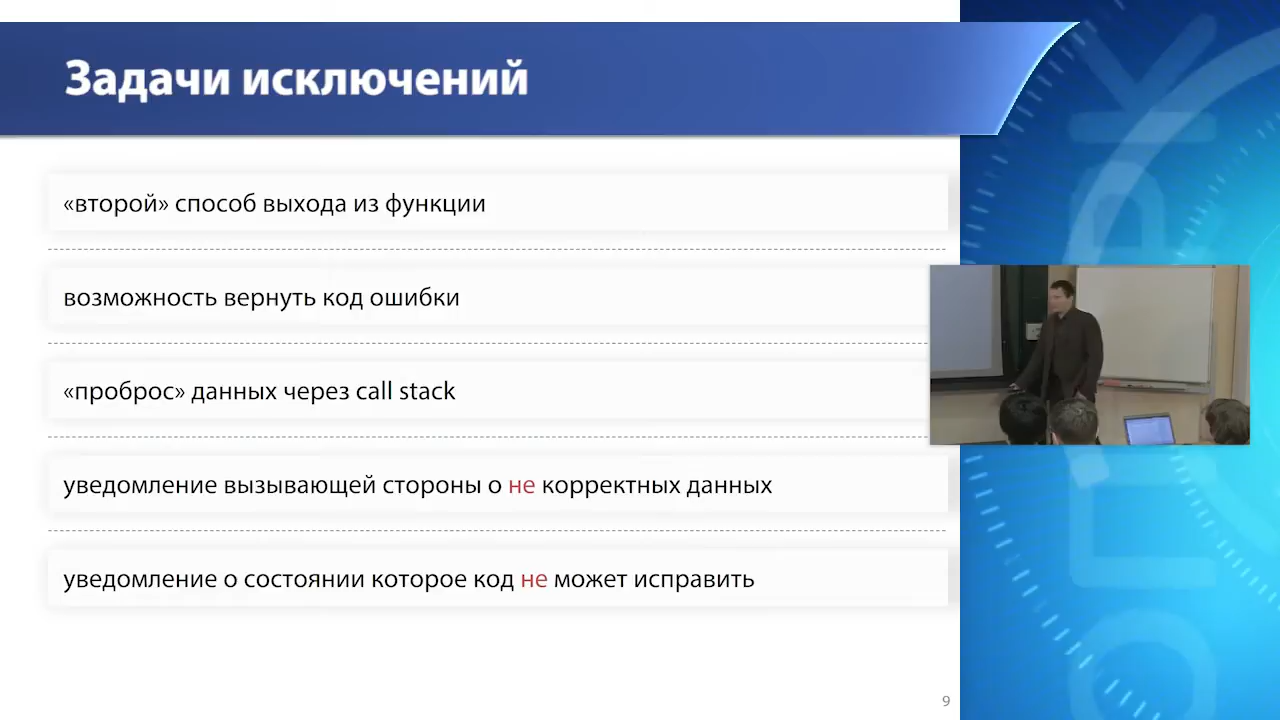 Задачи исключений
«второй» способ выхода из функции
возможность вернуть код ошибки
«проброс» данных через call stack
уведомление вызывающей стороны о не корректных данных
уведомление о состоянии которое код не может исправить
9